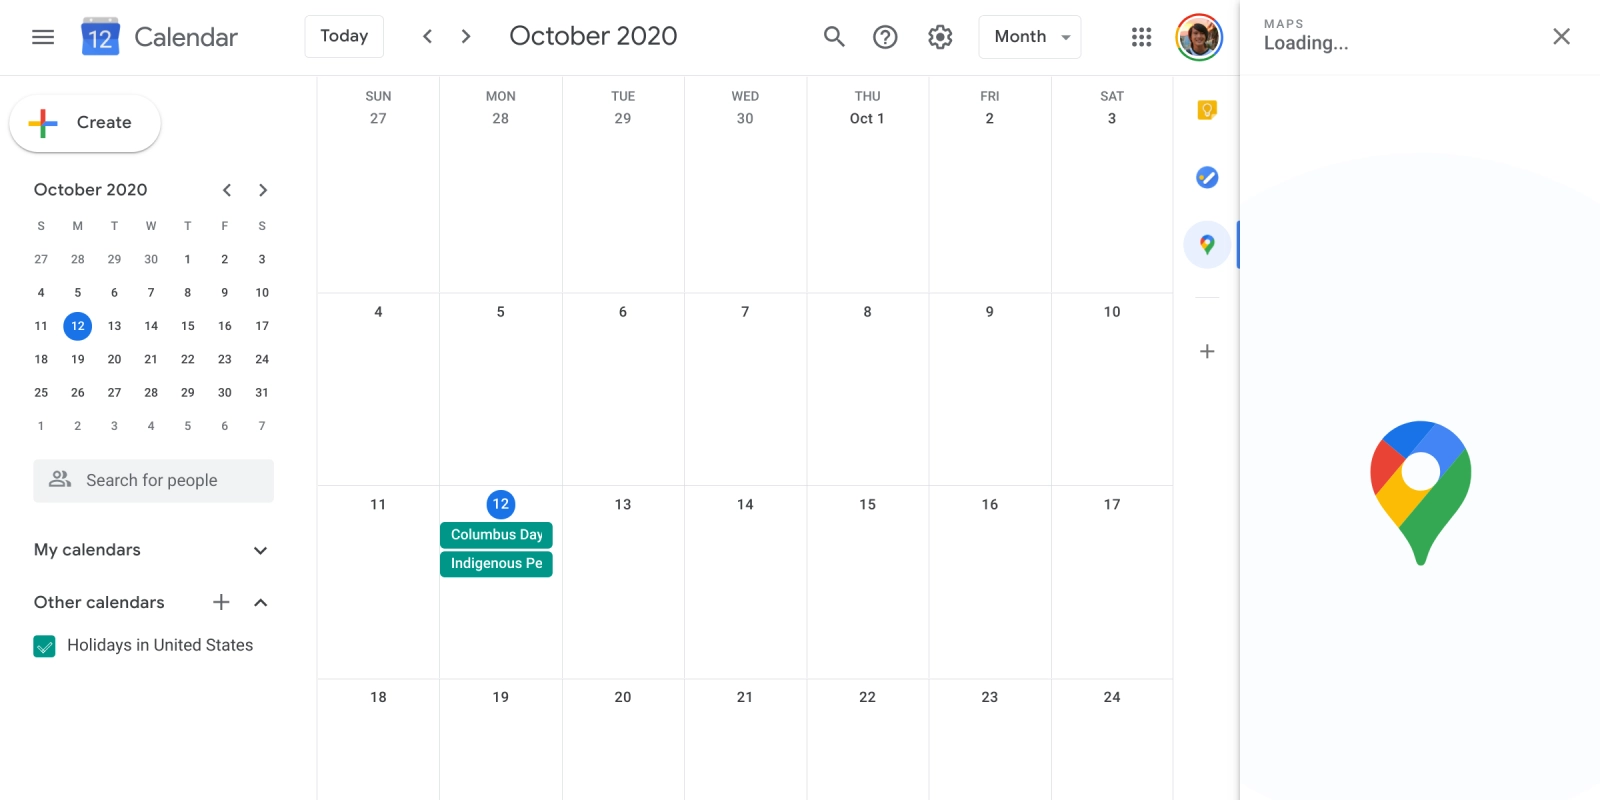 12 Calendar Today October 2020 Month
MAPS
Loading...
Create
October 2020
S M T W T F S
27 28 29 30 1 2 3
4 5 6 7 8 9 10
11 12 13 14 15 16 17
18 19 20 21 22 23 24
25 26 27 28 29 30 31
1 2 3 4 5 6 7
Search for people
My calendars
Other calendars
Holidays in United States
SUN MON TUE WED THU FRI SAT
27 28 29 30 Oct 1 2 3
4 5 6 7 8 9 10
11 12 13 14 15 16 17
Columbus Day
Indigenous Pe
18 19 20 21 22 23 24